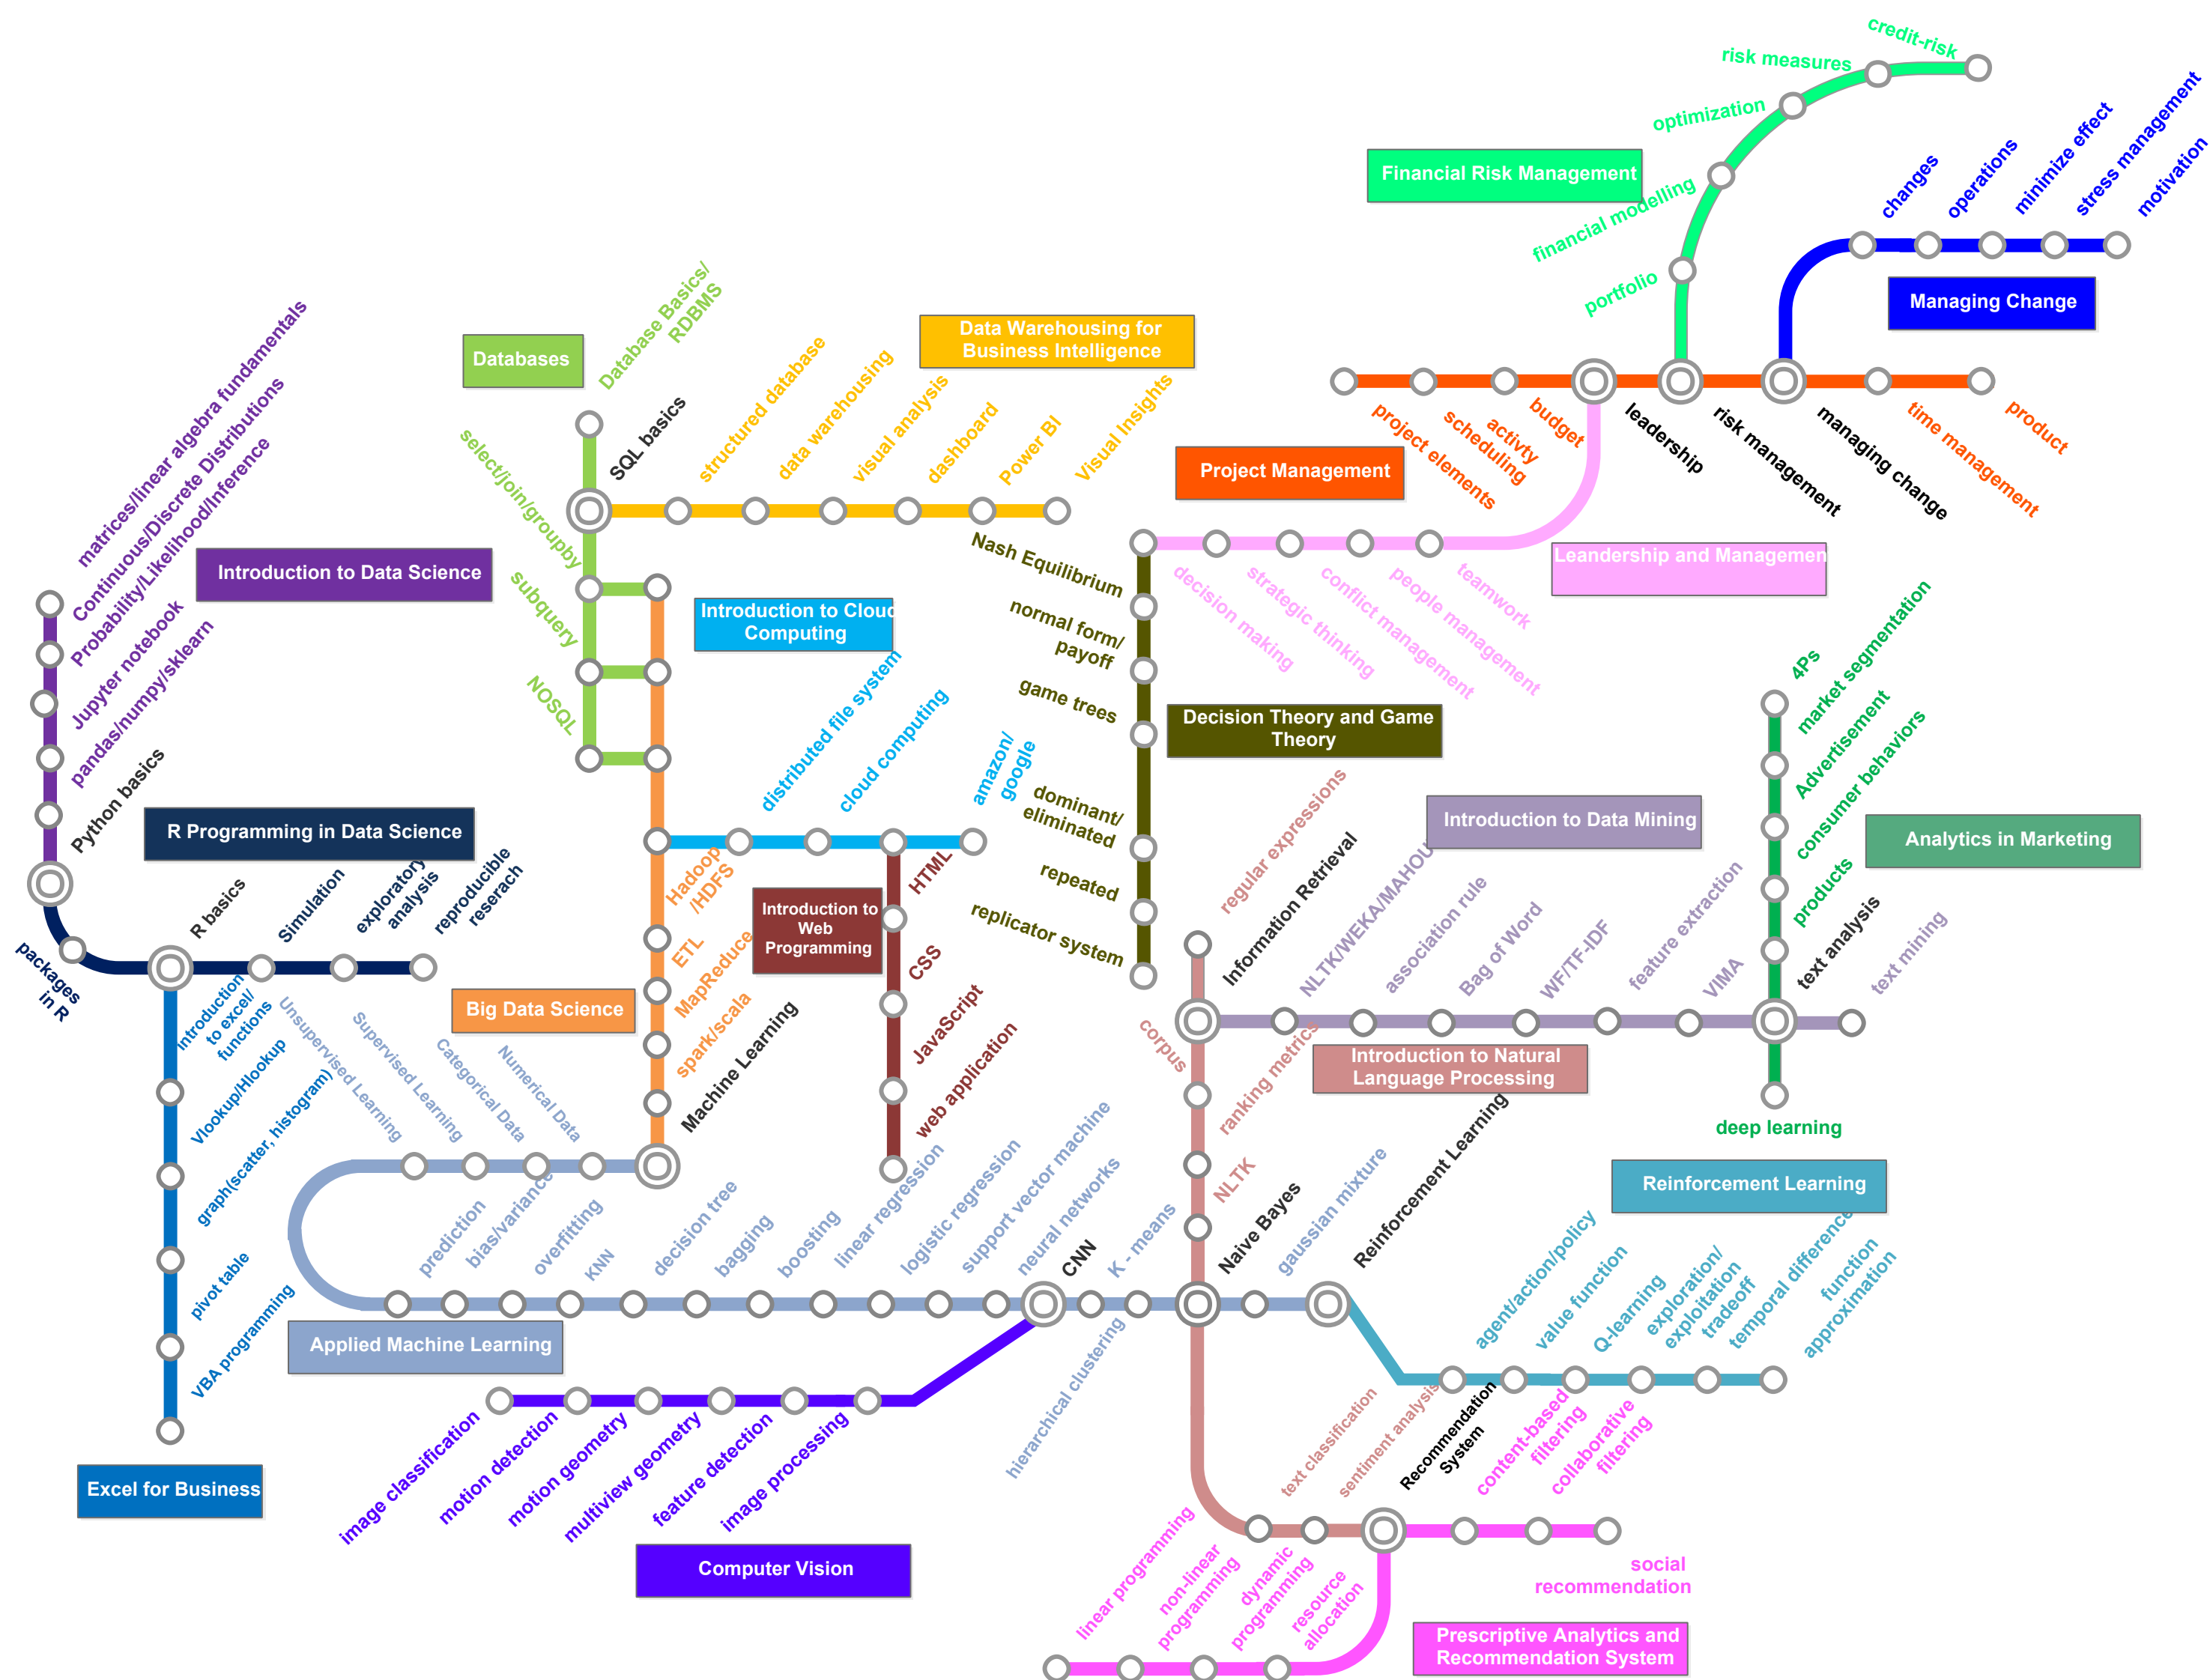 credit-risk
risk measures
optimization
financial modelling
portfolio
Financial Risk Management
changes
operations
minimize effect
stress management
motivation
Managing Change
project elements
activty
scheduling
budget
leadership
risk management
managing change
time management
product
Project Management
Leandership and Managemen
decision making
strategic thinking
conflict management
people management
teamwork
Databases
Database Basics/
RDBMS
SQL basics
select/join/groupby
subquery
NOSQL
Data Warehousing for
Business Intelligence
structured database
data warehousing
visual analysis
dashboard
Power BI
Visual Insights
matrices/linear algebra fundamentals
Continuous/Discrete Distributions
Probability/Likelihood/Inference
Jupyter notebook
pandas/numpy/sklearn
Python basics
Introduction to Data Science
Introduction to Cloud
Computing
distributed file system
cloud computing
amazon/
google
Nash Equilibrium
normal form/
payoff
game trees
dominant/
eliminated
repeated
replicator system
Decision Theory and Game
Theory
R Programming in Data Science
packages
in R
R basics
Simulation
exploratory
analysis
reproducible
reserach
Introduction
to excel/
functions
Vlookup/Hlookup
graph(scatter, histogram)
pivot table
VBA programming
Excel for Business
Big Data Science
Hadoop
/HDFS
ETL
MapReduce
spark/scala
Machine Learning
Introduction to
Web
Programming
HTML
CSS
JavaScript
web application
regular expressions
Information Retrieval
Introduction to Data Mining
NLTK/WEKA/MAHOU
association rule
Bag of Word
WF/TF-IDF
feature extraction
VIMA
text analysis
text mining
4Ps
market segmentation
Advertisement
consumer behaviors
products
Analytics in Marketing
deep learning
corpus
ranking metrics
NLTK
Introduction to Natural
Language Processing
Unsupervised Learning
Supervised Learning
Categorical Data
Numerical Data
prediction
bias/variance
overfitting
KNN
decision tree
bagging
boosting
linear regression
logistic regression
support vector machine
neural networks
CNN
K - means
hierarchical clustering
Naive Bayes
gaussian mixture
Reinforcement Learning
Applied Machine Learning
Reinforcement Learning
agent/action/policy
value function
Q-learning
exploration/
exploitation
tradeoff
temporal difference
function
approximation
image classification
motion detection
motion geometry
multiview geometry
feature detection
image processing
Computer Vision
text classification
sentiment analysis
Recommendation
System
content-based
filtering
collaborative
filtering
social
recommendation
linear programming
non-linear
programming
dynamic
programming
resource
allocation
Prescriptive Analytics and
Recommendation System